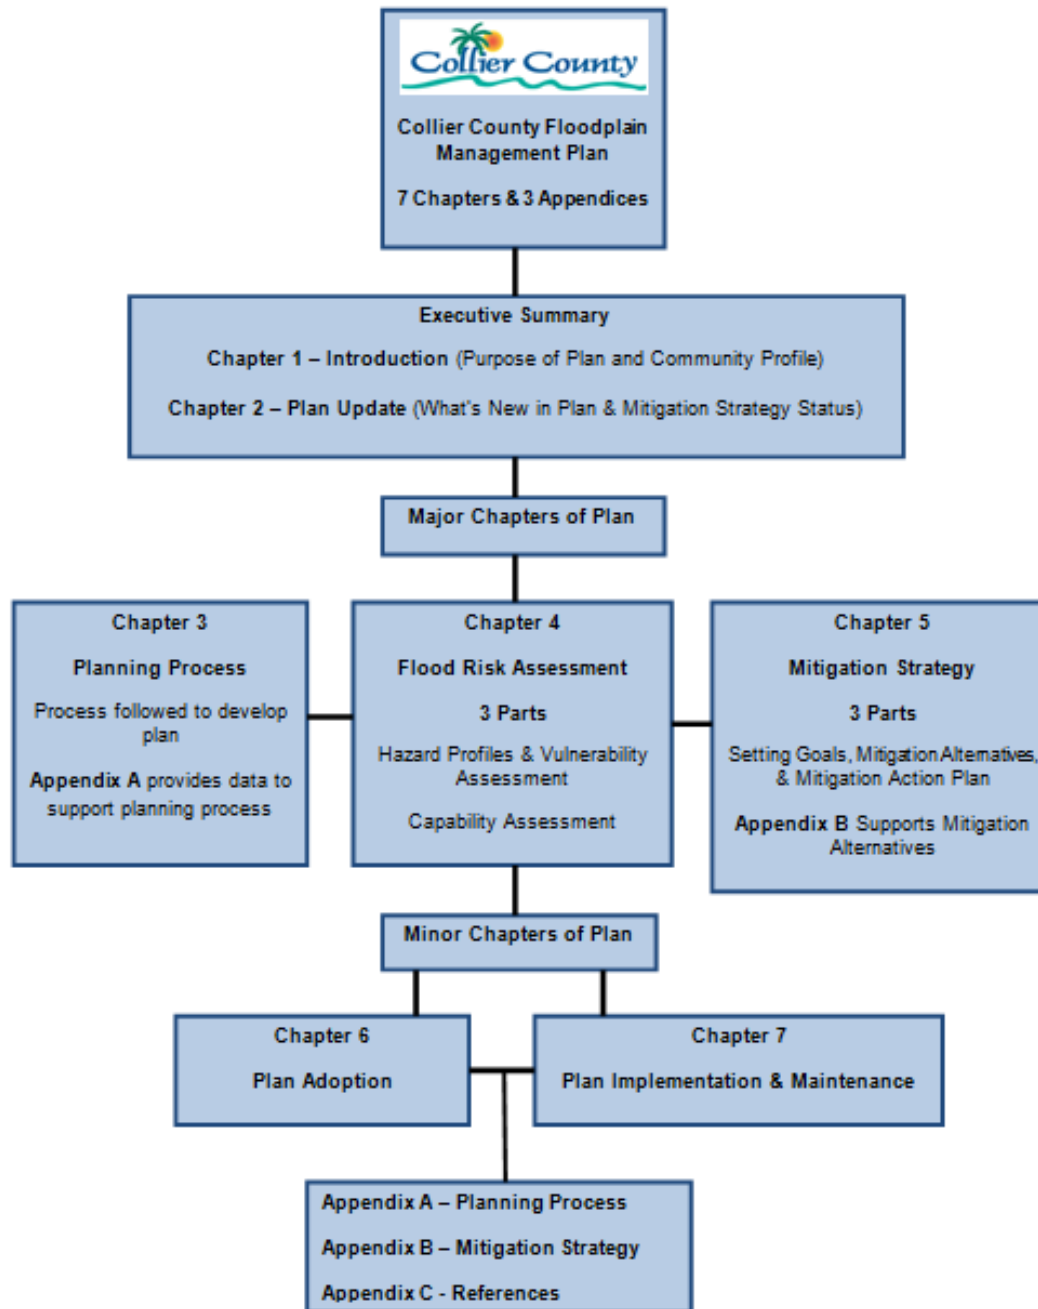 Collier County
Collier County Floodplain
Management Plan
7 Chapters & 3 Appendices
Executive Summary
Chapter 1 – Introduction (Purpose of Plan and Community Profile)
Chapter 2 – Plan Update (What's New in Plan & Mitigation Strategy Status)
Major Chapters of Plan
Chapter 3
Planning Process
Process followed to develop
plan
Appendix A provides data to
support planning process
Chapter 4
Flood Risk Assessment
3 Parts
Hazard Profiles & Vulnerability
Assessment
Capability Assessment
Chapter 5
Mitigation Strategy
3 Parts
Setting Goals, Mitigation Alternatives,
& Mitigation Action Plan
Appendix B Supports Mitigation
Alternatives
Minor Chapters of Plan
Chapter 6
Plan Adoption
Chapter 7
Plan Implementation & Maintenance
Appendix A – Planning Process
Appendix B – Mitigation Strategy
Appendix C - References